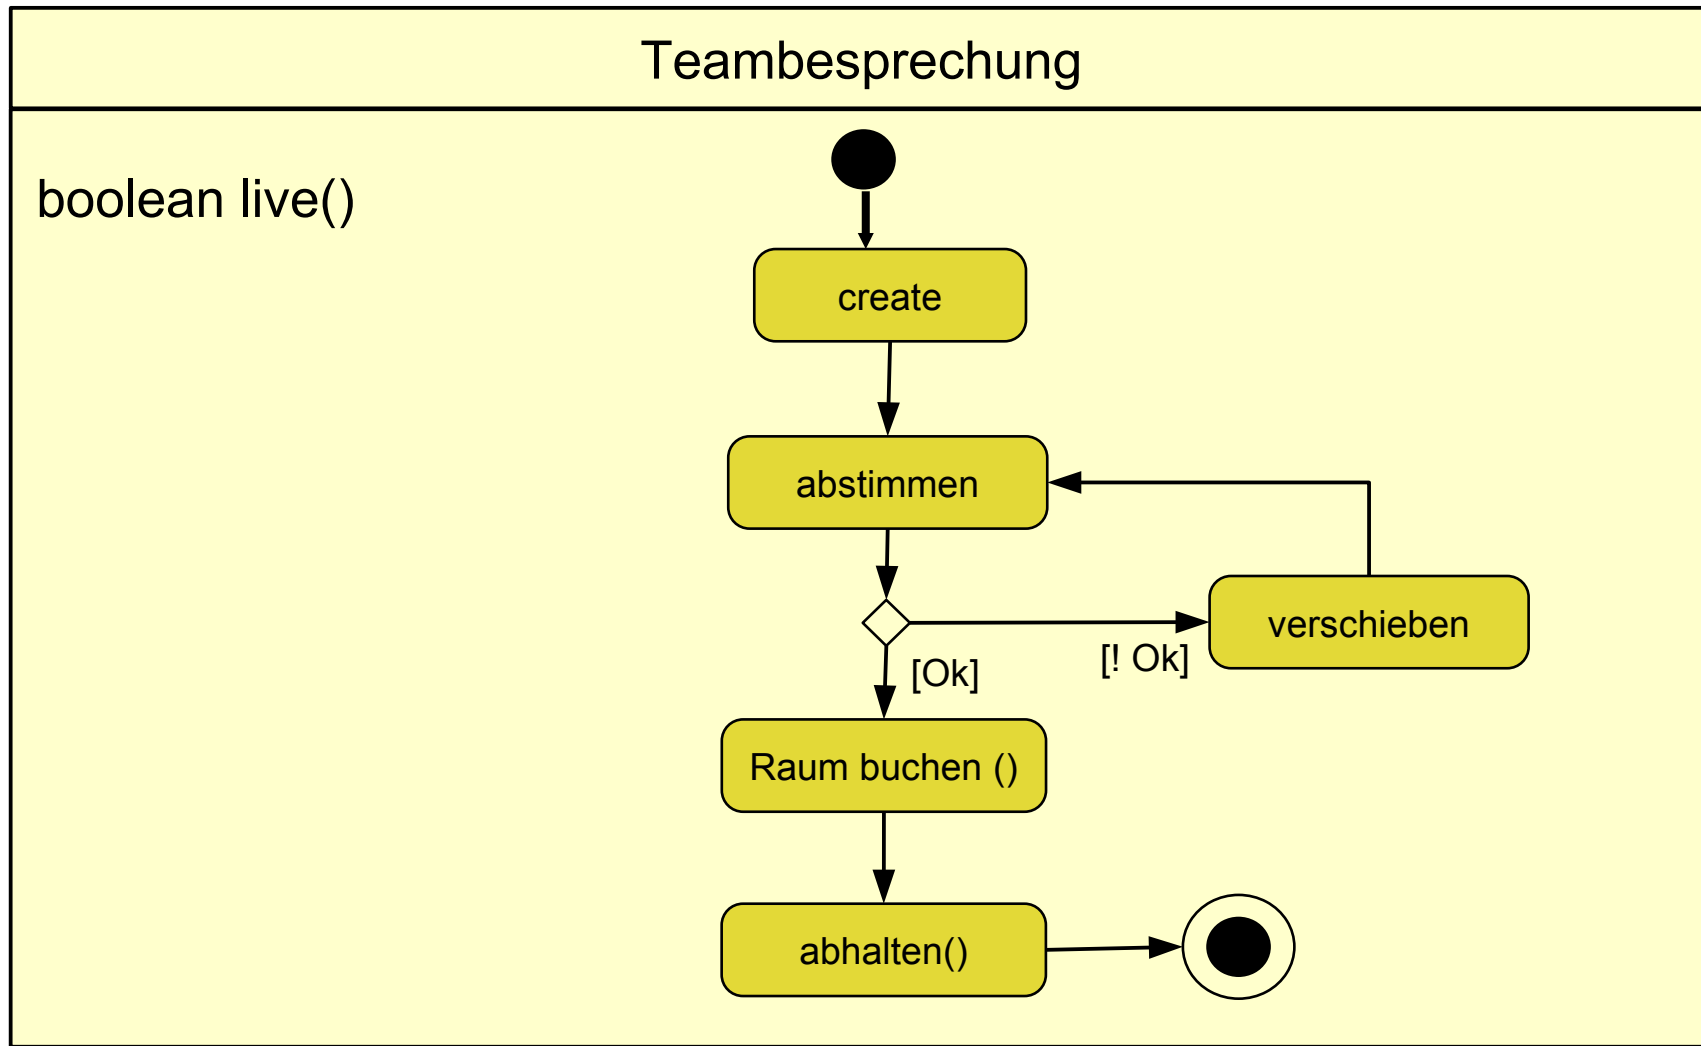 Teambesprechung
boolean live()
create
abstimmen
verschieben
[Ok]
[! Ok]
Raum buchen ()
abhalten()